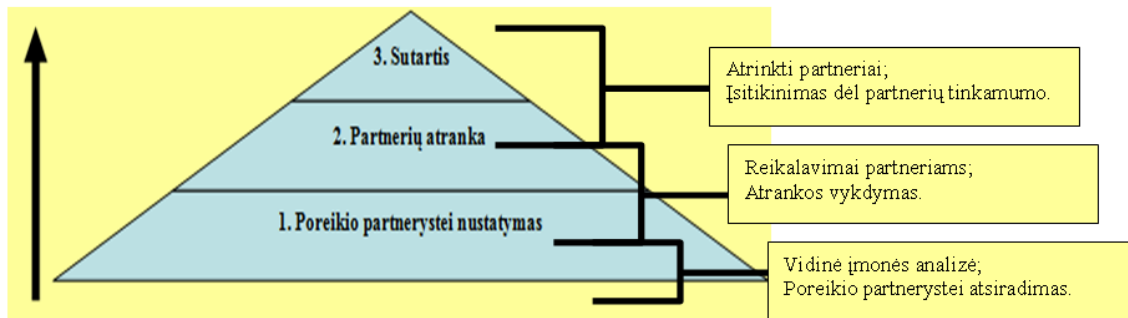 3. Sutartis
Atrinkti partneriai;
Įsitikinimas dėl partnerių tinkamumo.
2. Partnerių atranka
Reikalavimai partneriams;
Atrankos vykdymas.
1. Poreikio partnerystei nustatymas
Vidinė įmonės analizė;
Poreikio partnerystei atsiradimas.